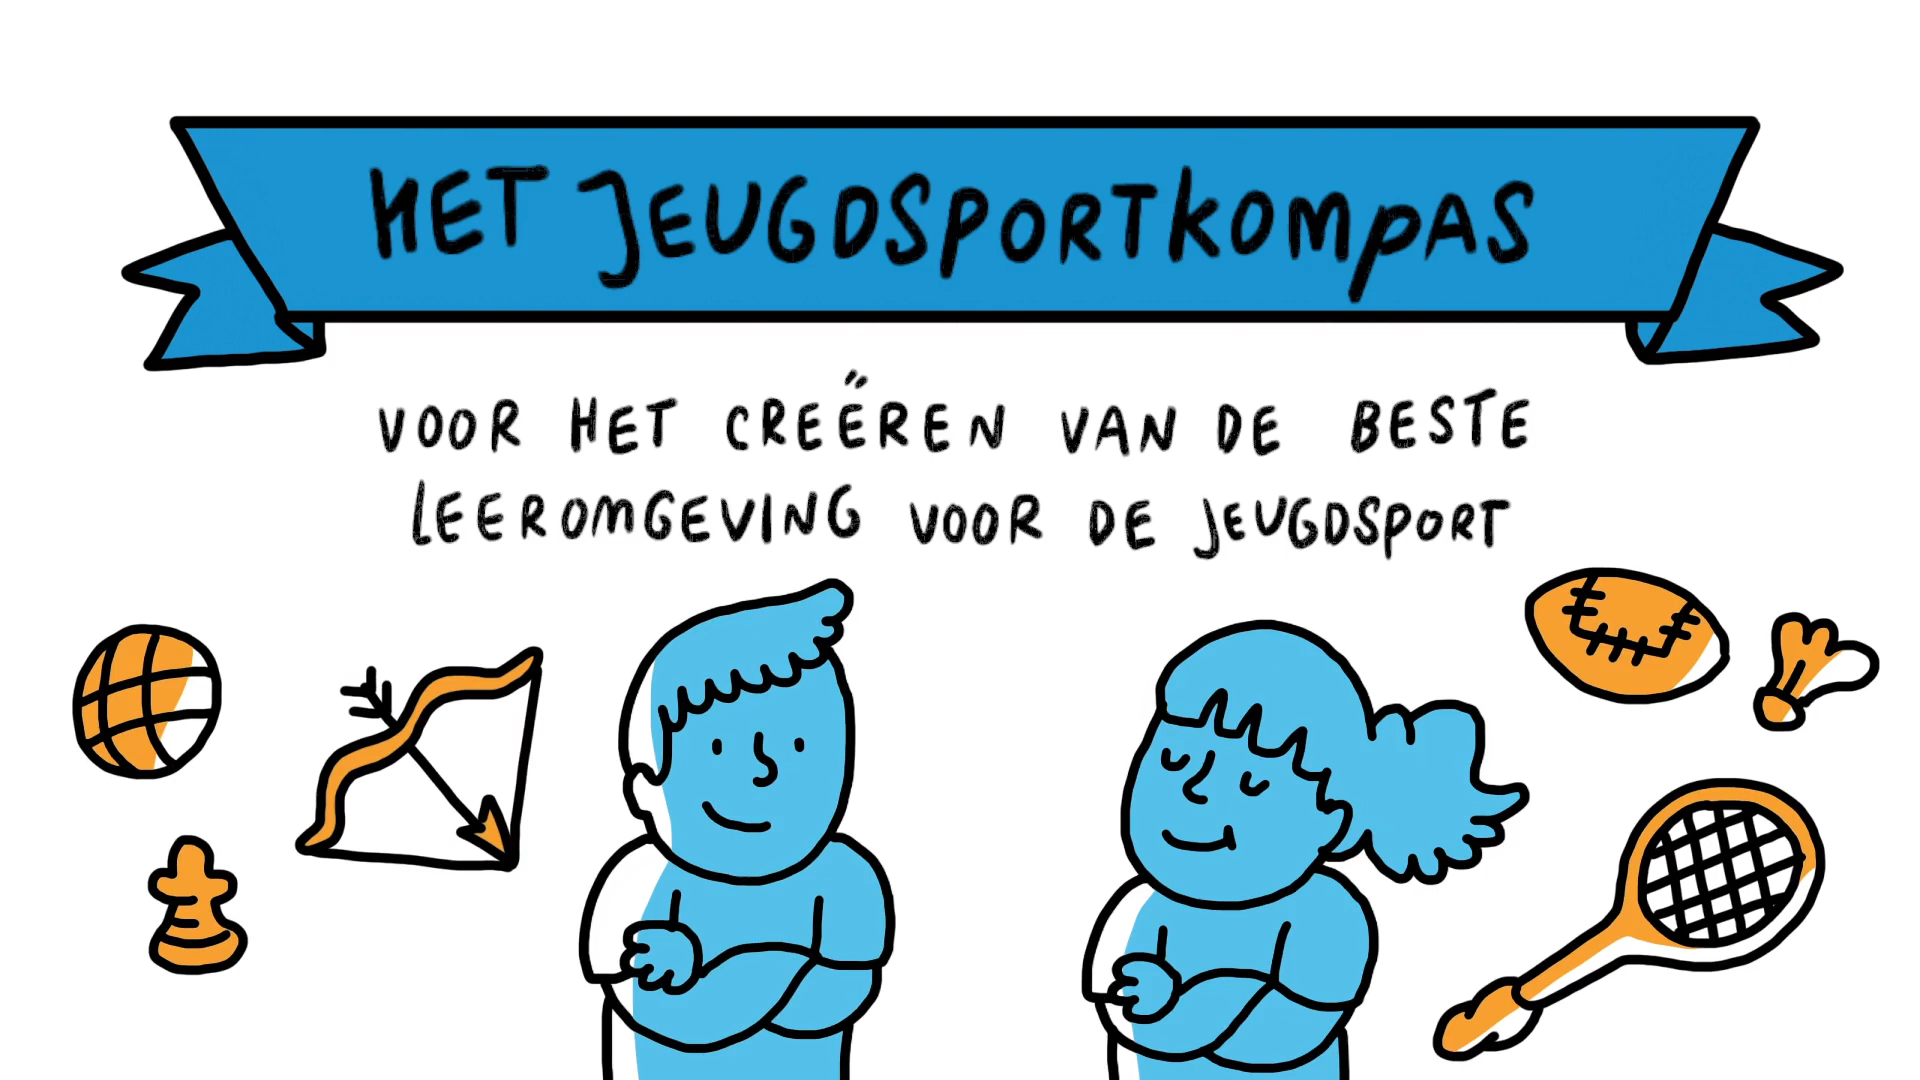 HET JEUGDSPORTKOMPAS
VOOR HET CREËREN VAN DE BESTE
LEEROMGEVING VOOR DE JEUGDSPORT